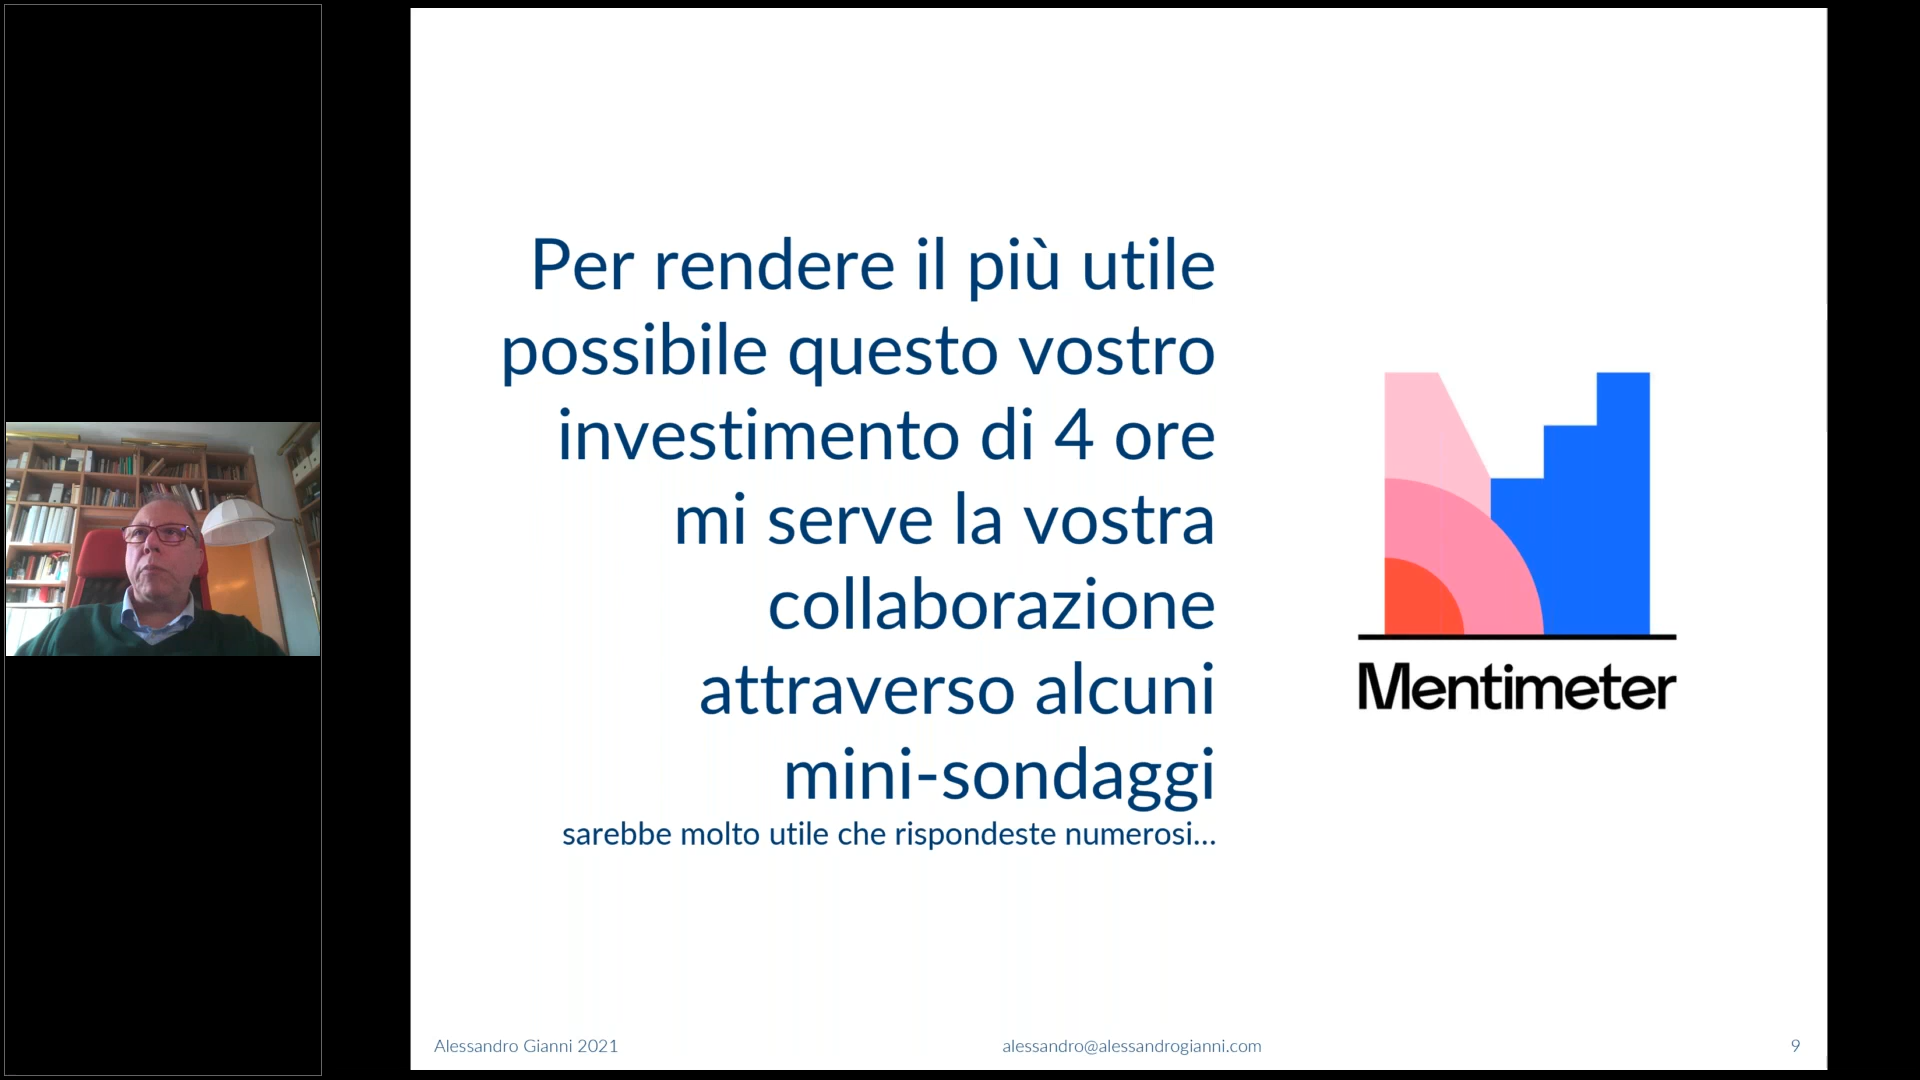 Per rendere il più utile
possibile questo vostro
investimento di 4 ore
mi serve la vostra
collaborazione
attraverso alcuni
mini-sondaggi
sarebbe molto utile che rispondeste numerosi...
Mentimeter
Alessandro Gianni 2021
alessandro@alessandrogianni.com
9